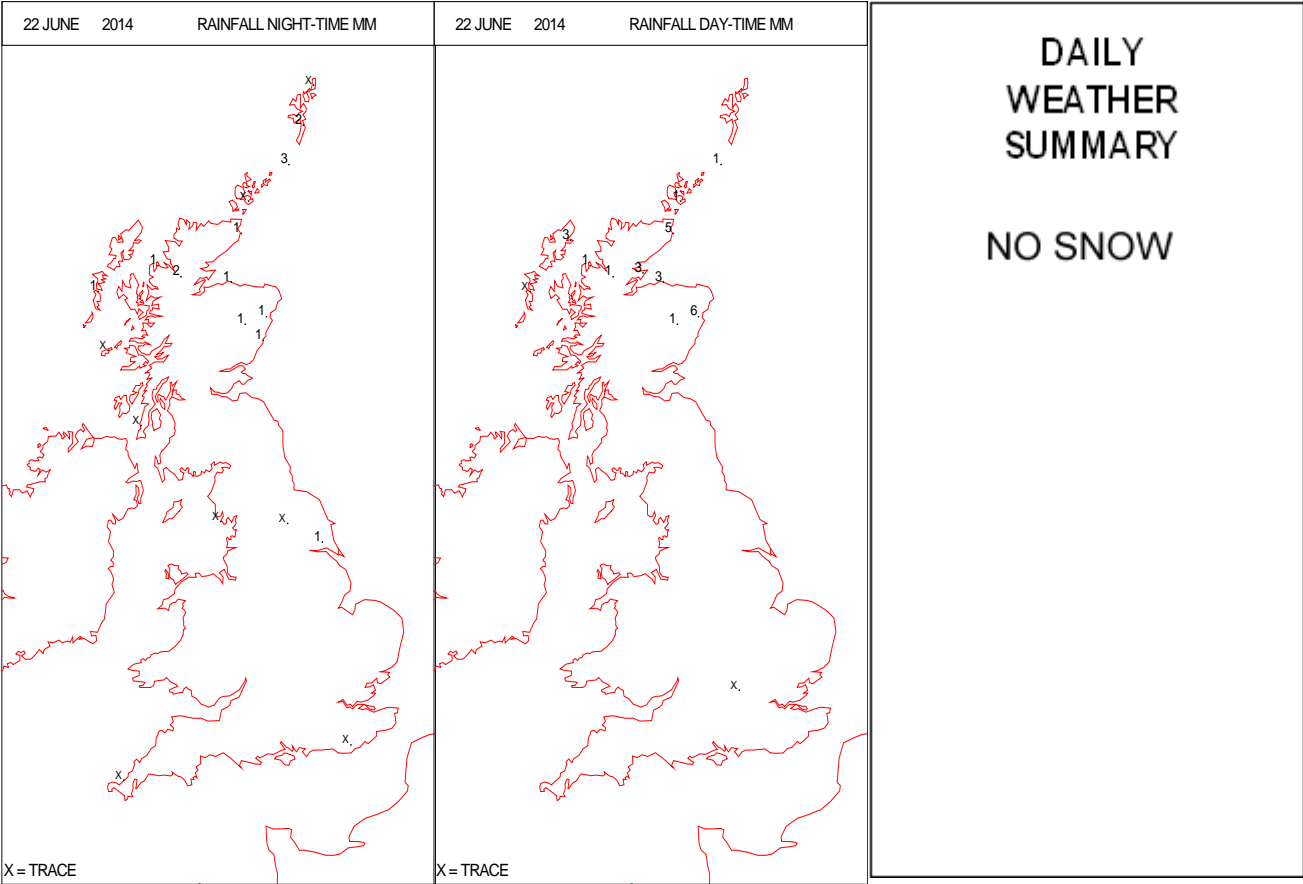 22 JUNE 2014 RAINFALL NIGHT-TIME MM
X
2
3
X
1
1
2
1
1
1
1
1
X
X
X
X
1
X
X
X = TRACE
22 JUNE 2014 RAINFALL DAY-TIME MM
1
1
5
3
1
1
3
3
X
6
1
X
X = TRACE
DAILY
WEATHER
SUMMARY
NO SNOW